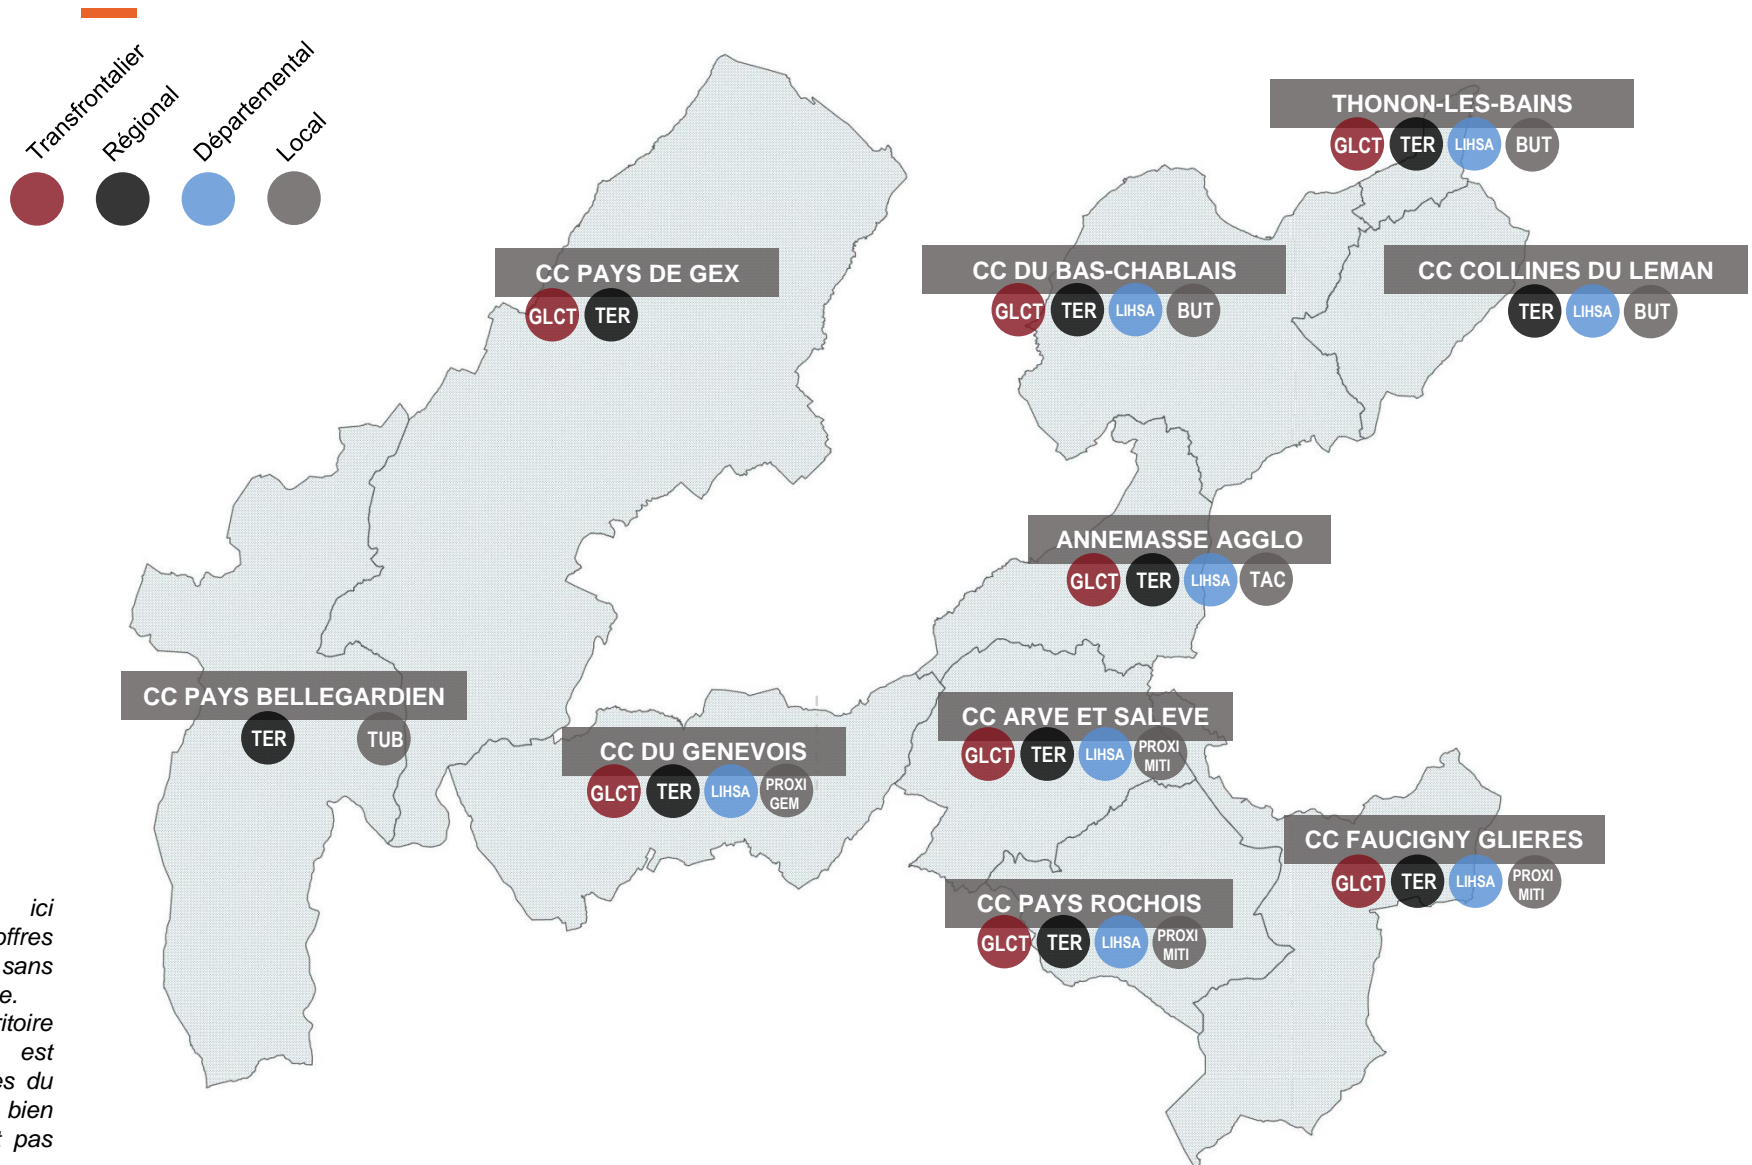 Transfrontalier
Régional
Départemental
Local
THONON-LES-BAINS
GLCT TER LIHSA BUT
CC PAYS DE GEX
GLCT TER
CC DU BAS-CHABLAIS
GLCT TER LIHSA BUT
CC COLLINES DU LEMAN
TER LIHSA BUT
ANNEMASSE AGGLO
GLCT TER LIHSA TAC
CC PAYS BELLEGARDIEN
TER TUB
CC DU GENEVOIS
GLCT TER LIHSA PROXI
GEM
CC ARVE ET SALEVE
GLCT TER LIHSA PROXI
MITI
CC FAUCIGNY GLIERES
GLCT TER LIHSA PROXI
MITI
CC PAYS ROCHOIS
GLCT TER LIHSA PROXI
MITI
ici
offres
sans
e.
ritoire
est
es du
bien
pas